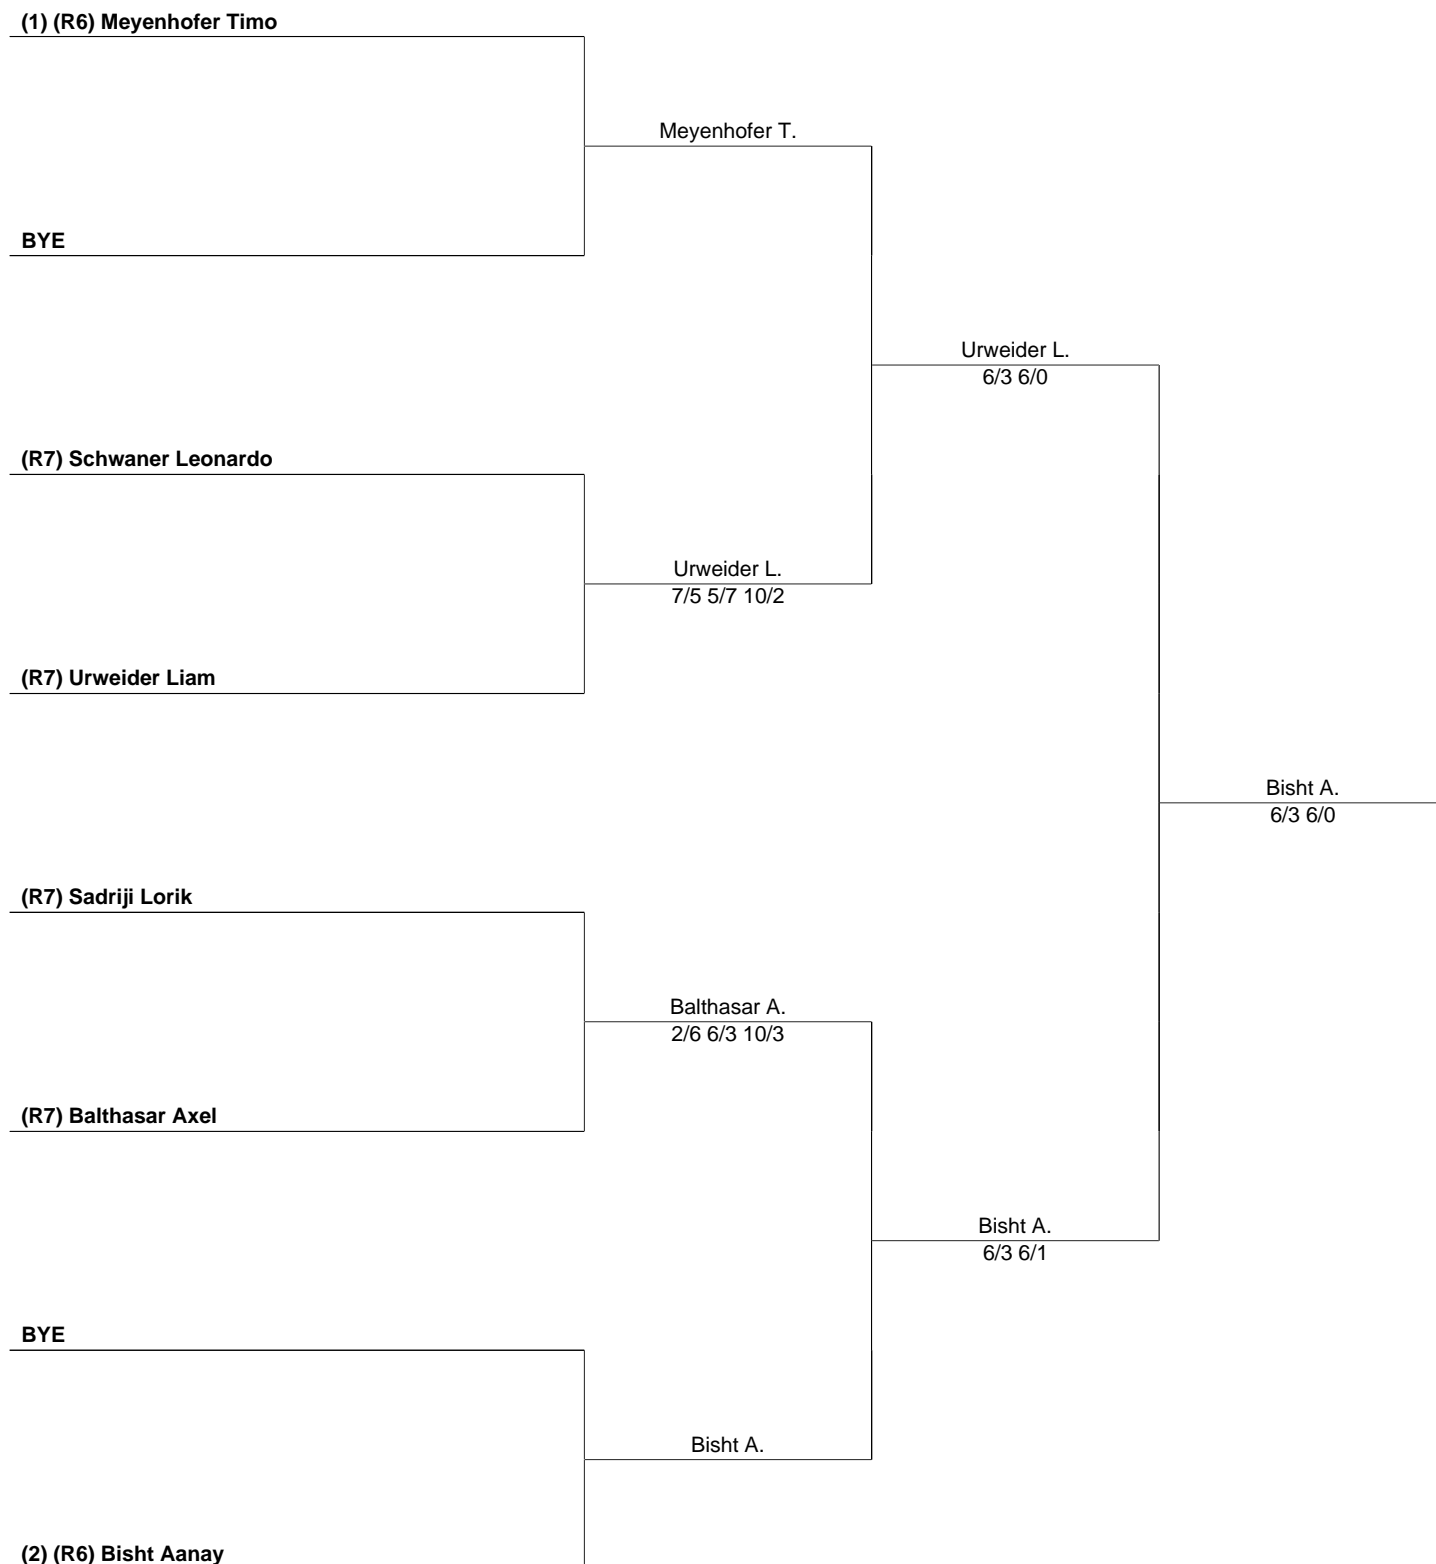 (1) (R6) Meyenhofer Timo
Meyenhofer T.
BYE
Urweider L.
6/3 6/0
(R7) Schwaner Leonardo
Urweider L.
7/5 5/7 10/2
(R7) Urweider Liam
Bisht A.
6/3 6/0
(R7) Sadriji Lorik
Balthasar A.
2/6 6/3 10/3
(R7) Balthasar Axel
Bisht A.
6/3 6/1
BYE
Bisht A.
(2) (R6) Bisht Aanay